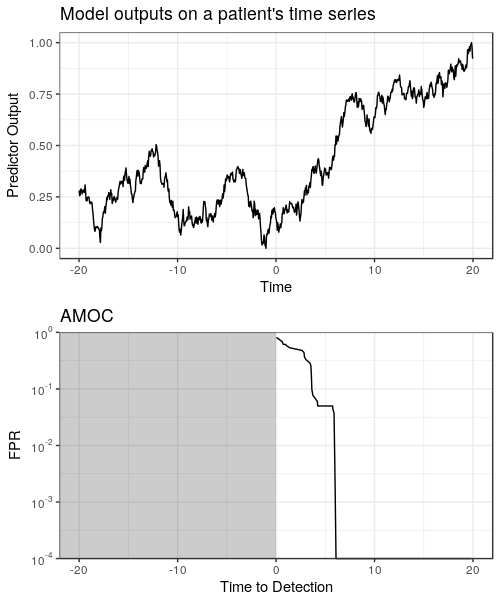 Model outputs on a patient's time series
1.00
0.75
0.50
0.25
0.00
Predictor Output
-20 -10 0 10 20
Time
AMOC
10^0
10^-1
10^-2
10^-3
10^-4
FPR
-20 -10 0 10 20
Time to Detection